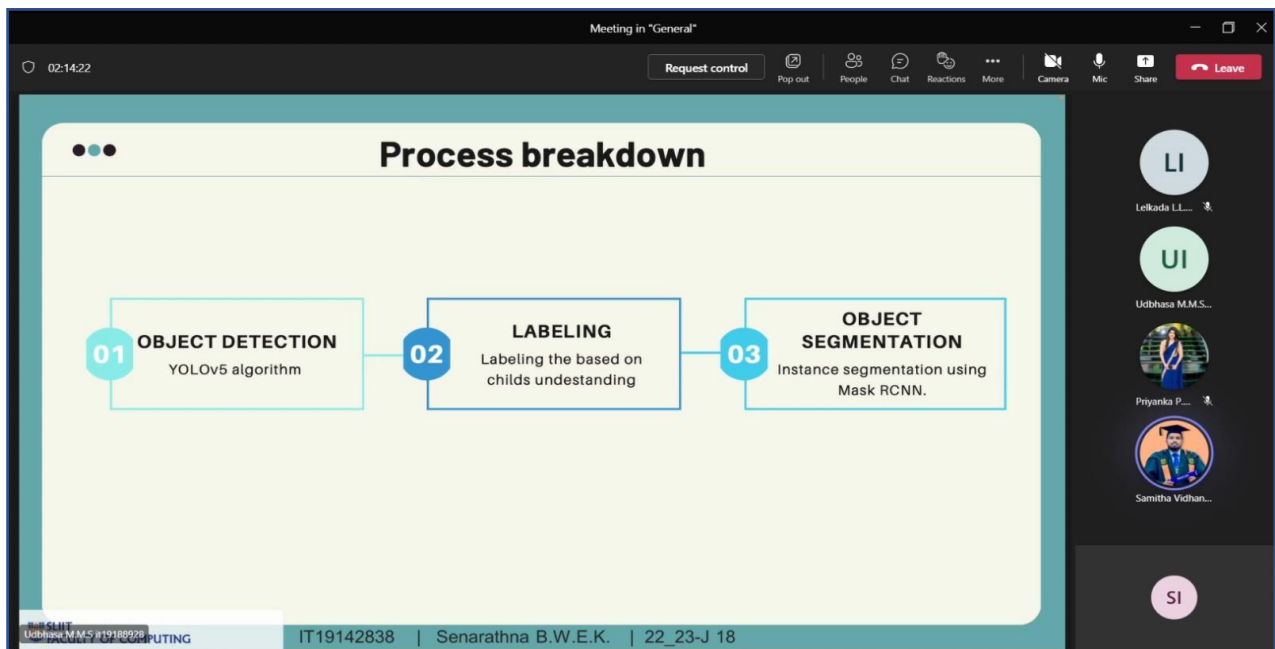 Meeting in "General"
02:14:22
Request control
Pop out
People
Chat
Reactions
More
Camera
Mic
Share
Leave
Process breakdown
01
OBJECT DETECTION
YOLOv5 algorithm
02
LABELING
Labeling the based on
childs undestanding
03
OBJECT
SEGMENTATION
Instance segmentation using
Mask RCNN.
LI
Lelkada L.L....
UI
Udbhasa M.M.S...
Priyanka P....
Samitha Vidhan...
SI
SLIIT
FACULTY OF COMPUTING
Udbhasa M.M.S it19188928
IT19142838 | Senarathna B.W.E.K. | 22_23-J 18